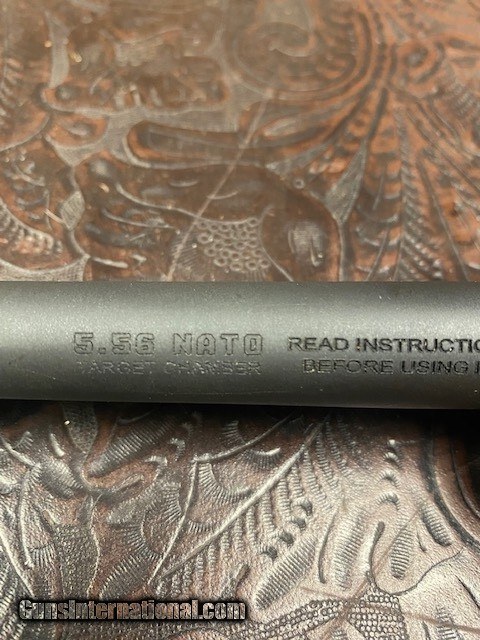 5.56 NATO
TARGET CHAMBER
READ INSTRUCTIO
BEFORE USING
GunsInternational.com